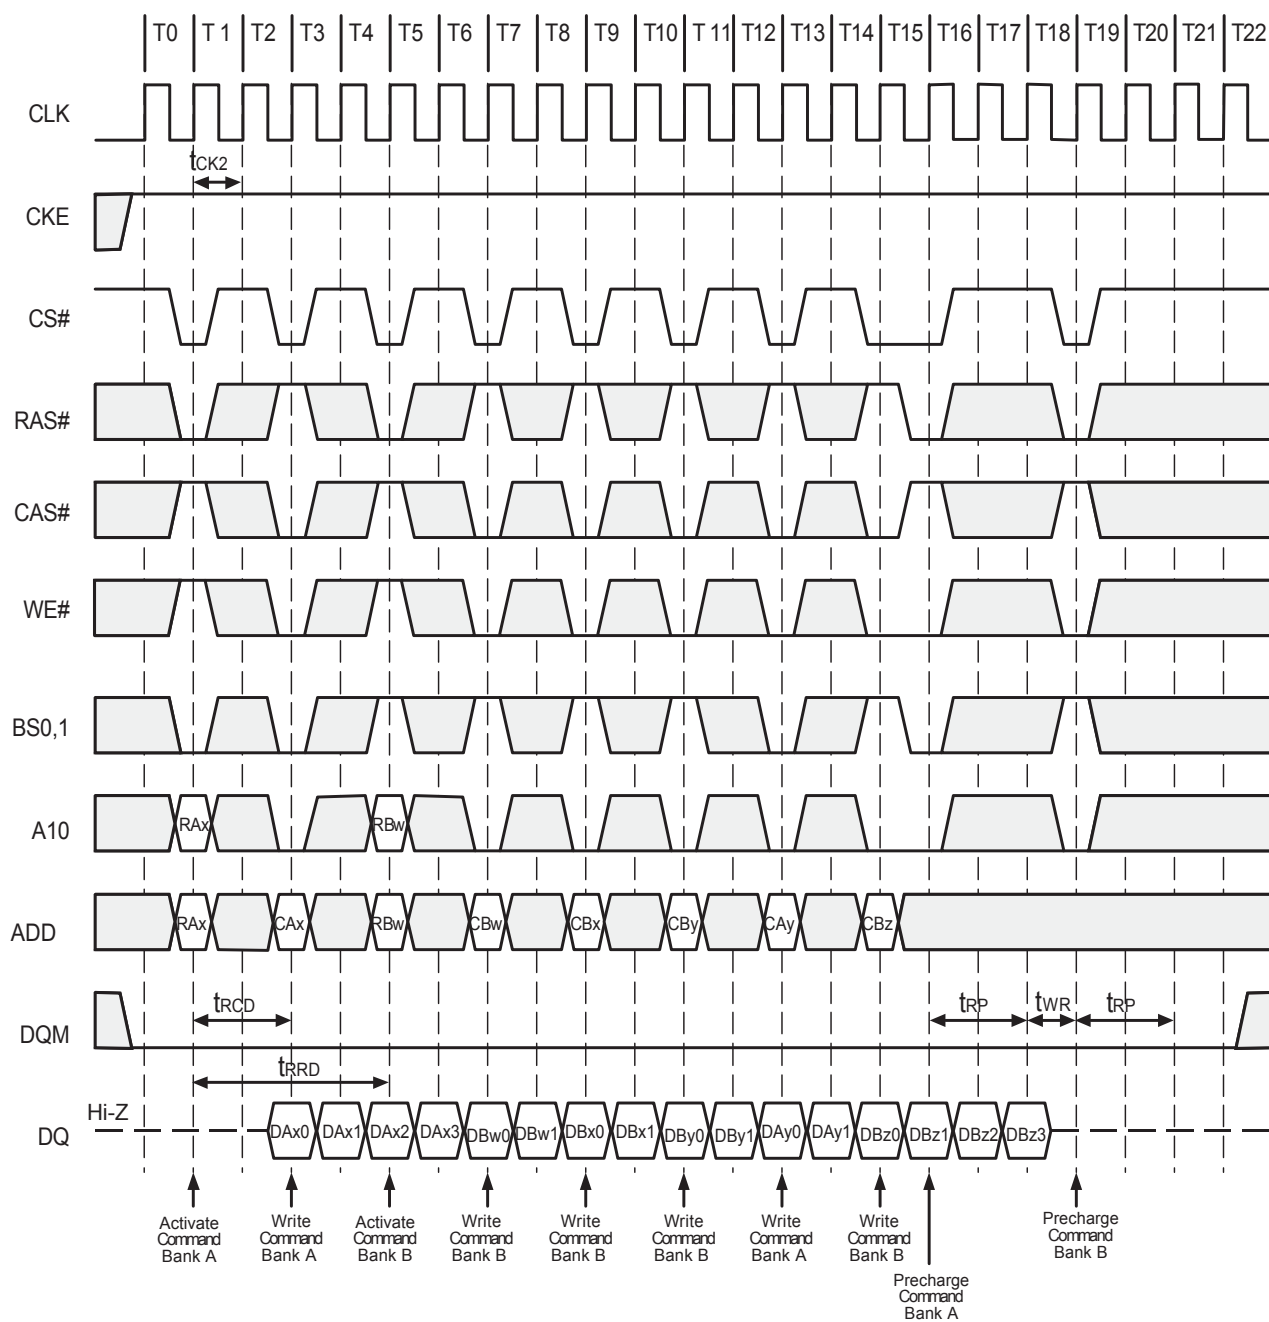 T0 T 1 T2 T3 T4 T5 T6 T7 T8 T9 T10 T 11 T12 T13 T14 T15 T16 T17 T18 T19 T20 T21 T22
CLK
tCK2
CKE
CS#
RAS#
CAS#
WE#
BS0,1
A10 RAx RBw
ADD RAx CAx RBw CBw CBx CBy CAy CBz
tRCD tRP tWR tRP
DQM
tRRD
Hi-Z
DQ DAx0 DAx1 DAx2 DAx3 DBw0 DBw1 DBx0 DBx1 DBy0 DBy1 DAy0 DAy1 DBz0 DBz1 DBz2 DBz3
Activate
Command
Bank A
Write
Command
Bank A
Activate
Command
Bank B
Write
Command
Bank B
Write
Command
Bank B
Write
Command
Bank B
Write
Command
Bank A
Write
Command
Bank B
Precharge
Command
Bank A
Precharge
Command
Bank B